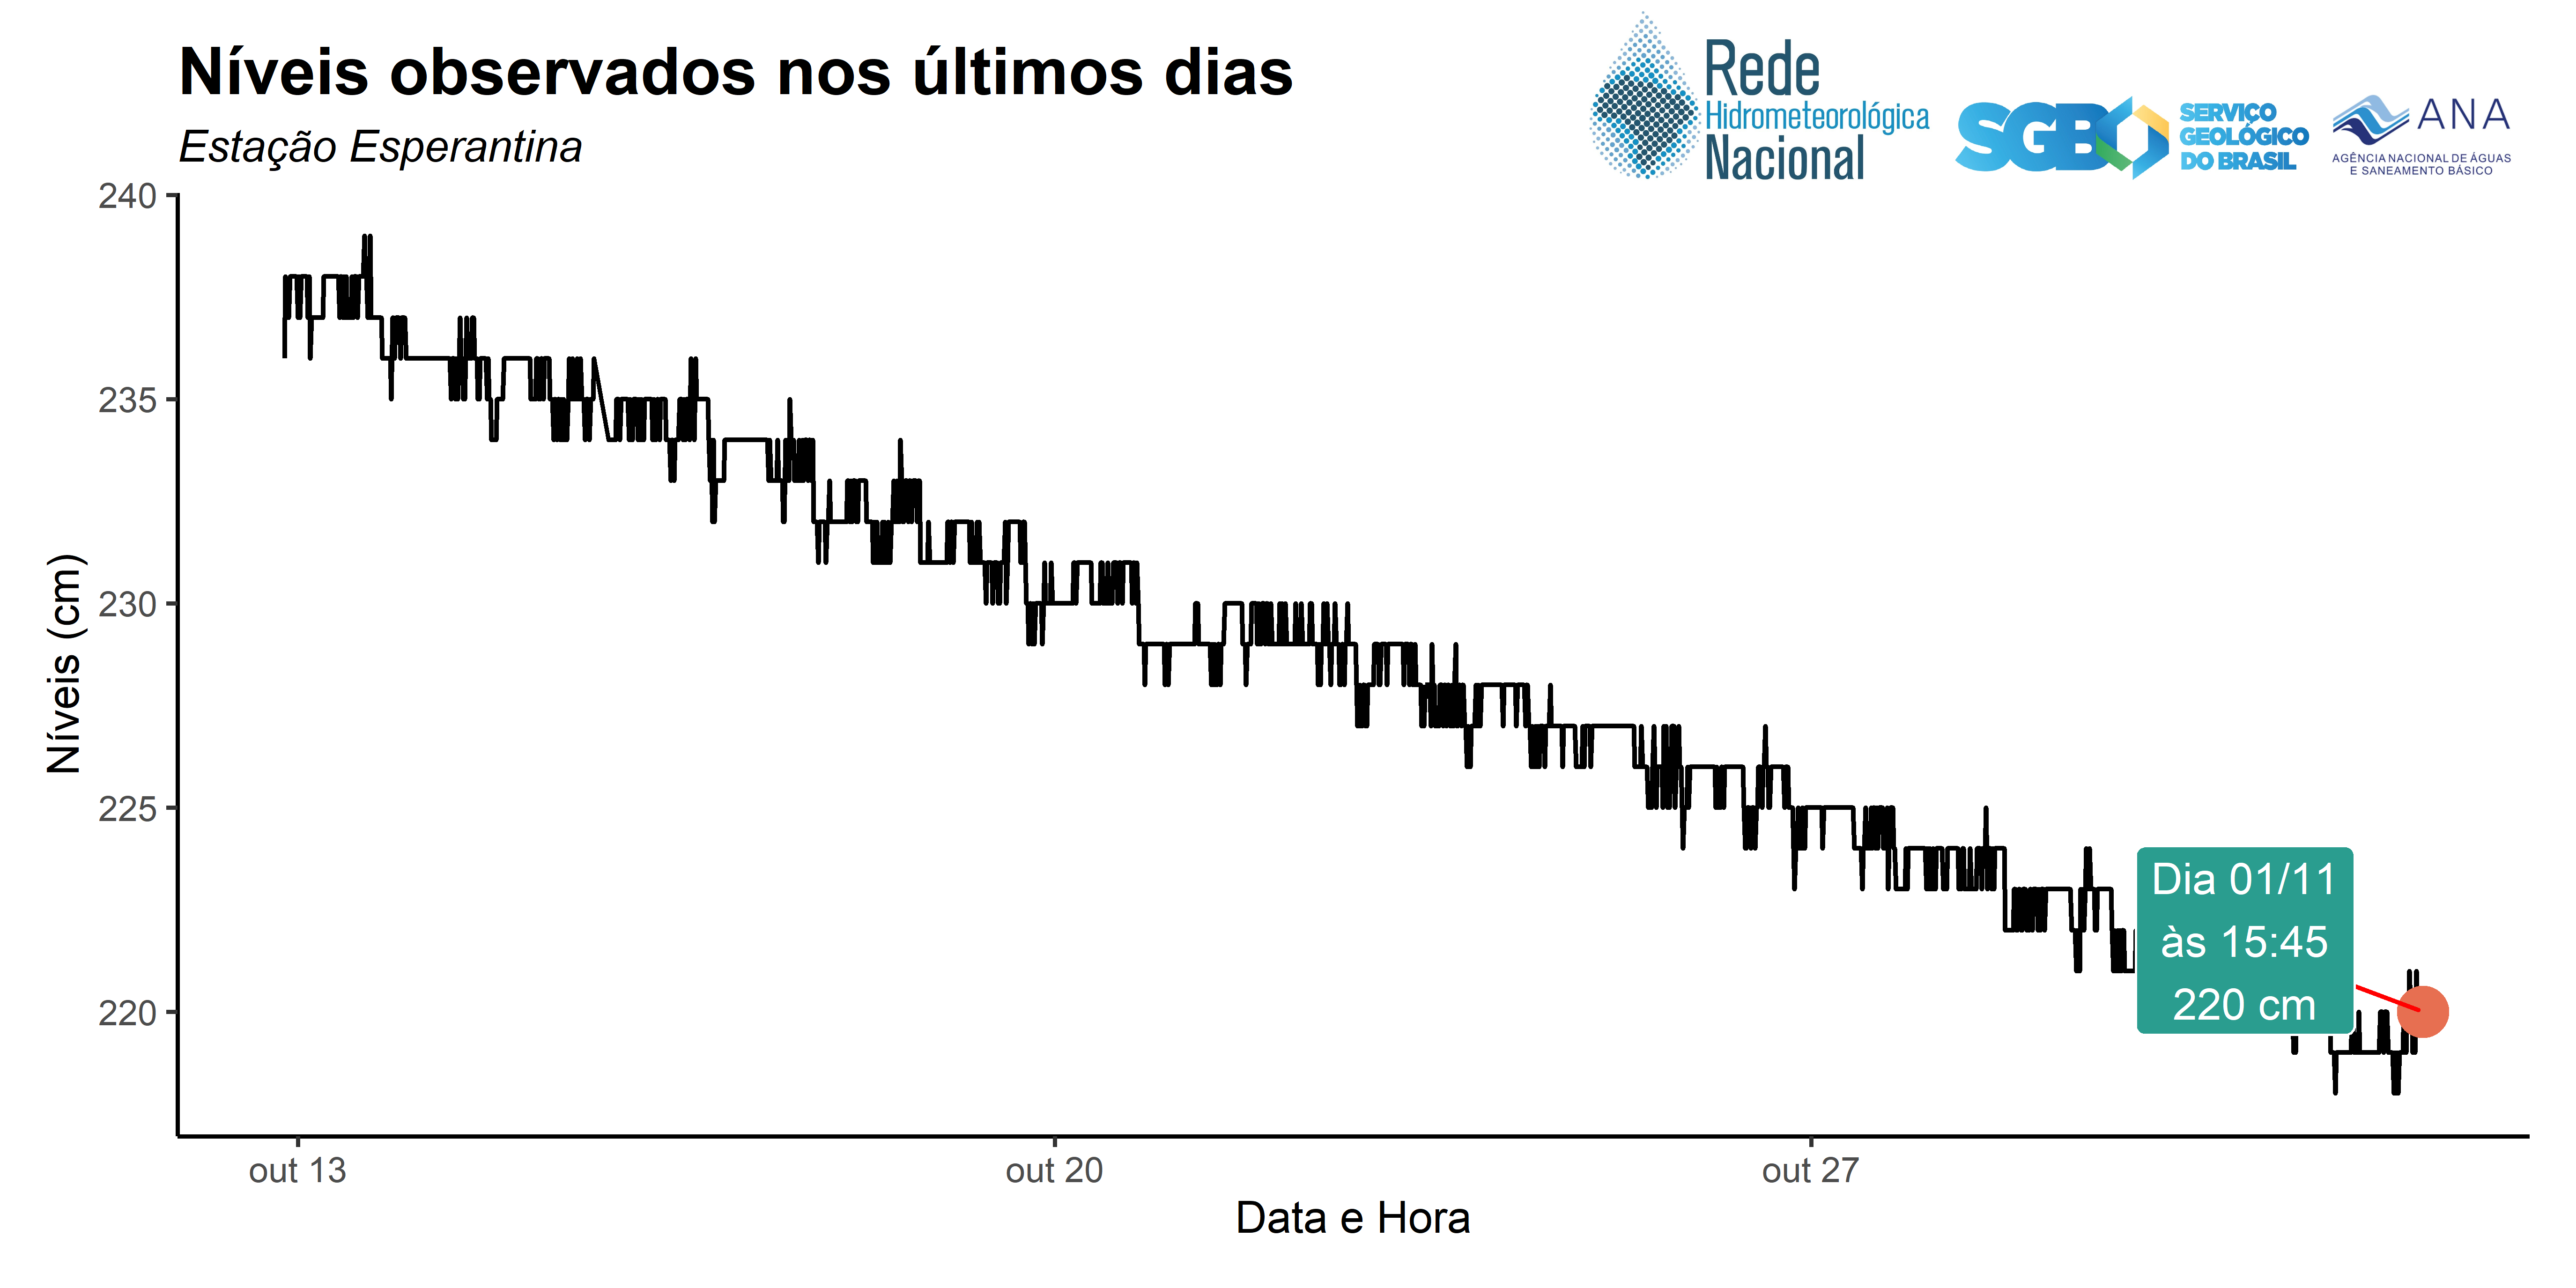 Níveis observados nos últimos dias
Estação Esperantina
Rede
Hidrometeorológica
Nacional
SGB
SERVIÇO
GEOLÓGICO
DO BRASIL
ANA
AGÊNCIA NACIONAL DE ÁGUAS
E SANEAMENTO BÁSICO
Níveis (cm)
240
235
230
225
220
Dia 01/11
às 15:45
220 cm
out 13
out 20
out 27
Data e Hora